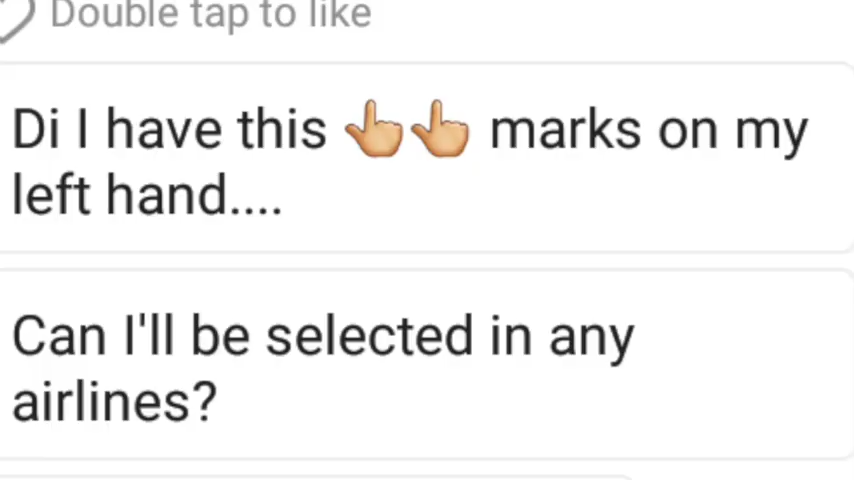 Double tap to like
Di I have this 👆🏼👆🏼 marks on my
left hand....
Can I'll be selected in any
airlines?